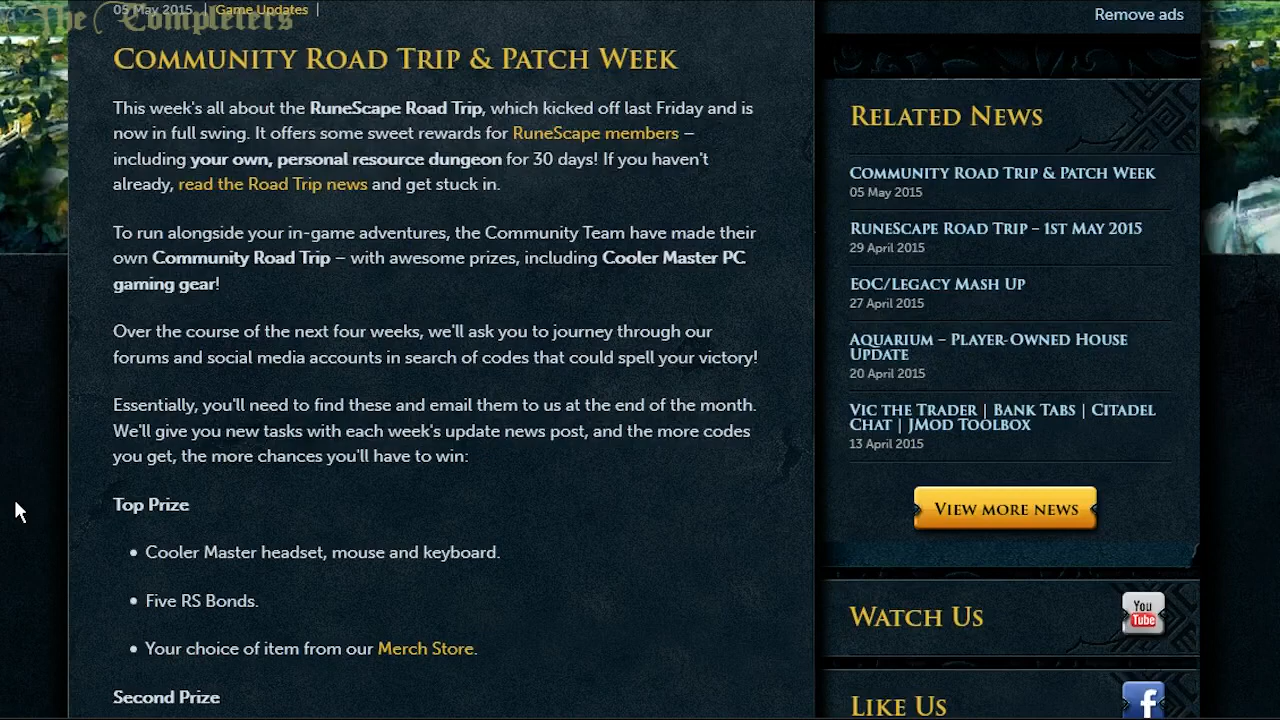 The Completers
05 May 2015 | Game Updates |
Community Road Trip & Patch Week
This week's all about the RuneScape Road Trip, which kicked off last Friday and is
now in full swing. It offers some sweet rewards for RuneScape members –
including your own, personal resource dungeon for 30 days! If you haven't
already, read the Road Trip news and get stuck in.
To run alongside your in-game adventures, the Community Team have made their
own Community Road Trip – with awesome prizes, including Cooler Master PC
gaming gear!
Over the course of the next four weeks, we'll ask you to journey through our
forums and social media accounts in search of codes that could spell your victory!
Essentially, you'll need to find these and email them to us at the end of the month.
We'll give you new tasks with each week's update news post, and the more codes
you get, the more chances you'll have to win:
Top Prize
• Cooler Master headset, mouse and keyboard.
• Five RS Bonds.
• Your choice of item from our Merch Store.
Second Prize
Remove ads
Related News
Community Road Trip & Patch Week
05 May 2015
RuneScape Road Trip – 1st May 2015
29 April 2015
EoC/Legacy Mash Up
27 April 2015
Aquarium – Player-Owned House
Update
20 April 2015
Vic the Trader | Bank Tabs | Citadel
Chat | JMod Toolbox
13 April 2015
View more news
Watch Us
You
Tube
Like Us
f